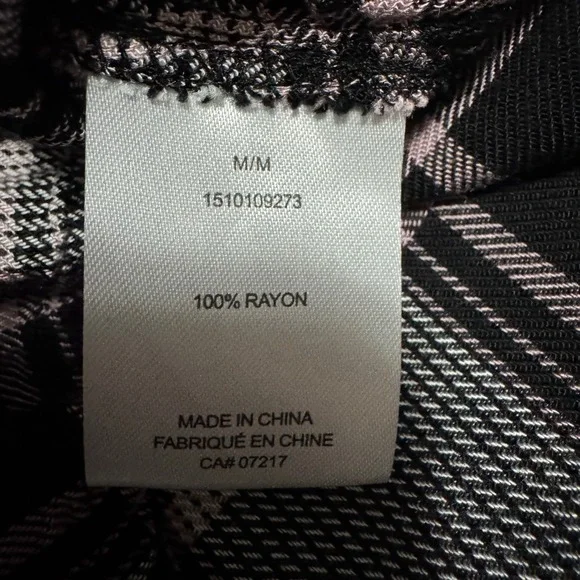 M/M
1510109273
100% RAYON
MADE IN CHINA
FABRIQUÉ EN CHINE
CA# 07217